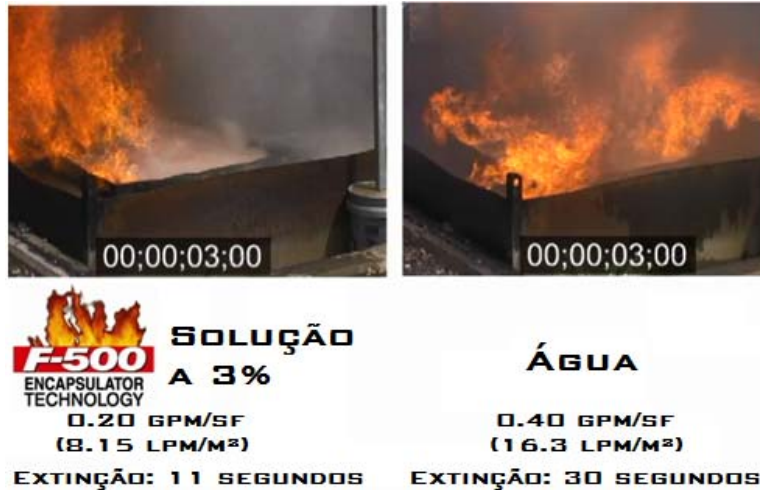 00;00;03;00
00;00;03;00
F-500
ENCAPSULATOR
TECHNOLOGY
SOLUÇÃO
A 3%
ÁGUA
0.20 GPM/SF
(8.15 LPM/M²)
EXTINÇÃO: 11 SEGUNDOS
0.40 GPM/SF
(16.3 LPM/M²)
EXTINÇÃO: 30 SEGUNDOS